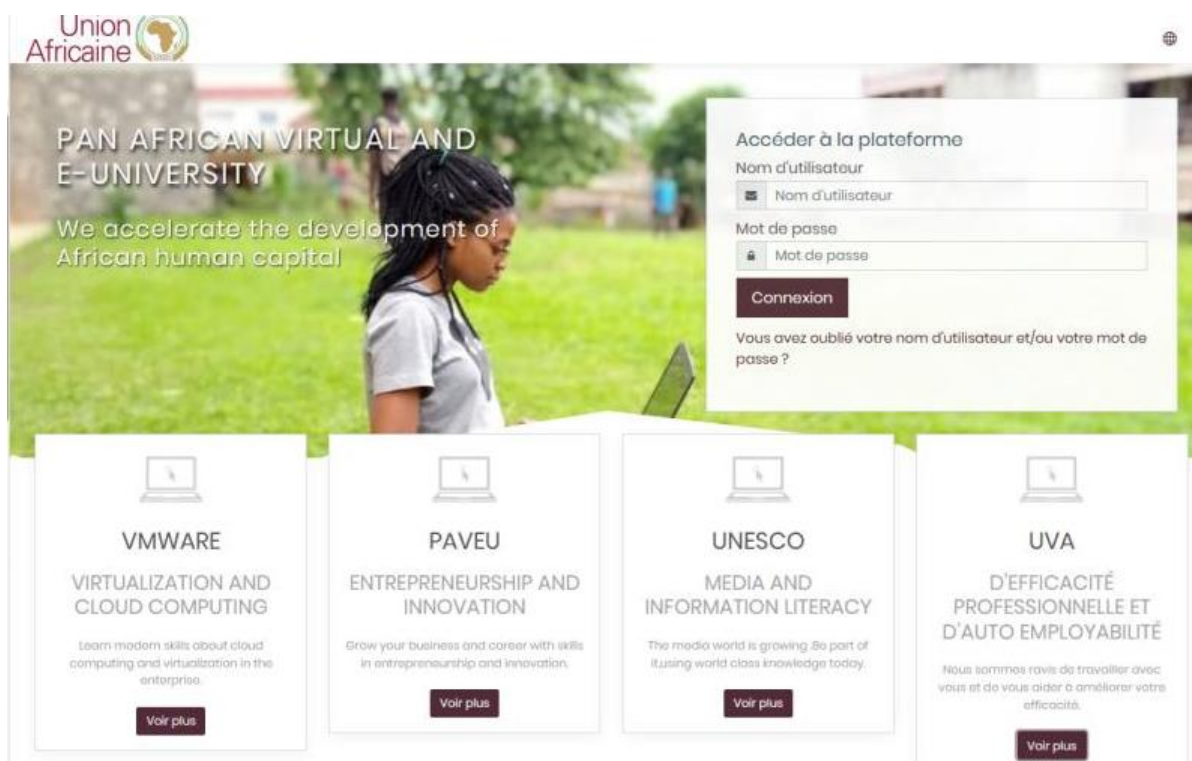 Union
Africaine
PAN AFRICAN VIRTUAL AND
E-UNIVERSITY
We accelerate the development of
African human capital
Accéder à la plateforme
Nom d'utilisateur
Nom d'utilisateur
Mot de passe
Mot de passe
Connexion
Vous avez oublié votre nom d'utilisateur et/ou votre mot de
passe ?
VMWARE
VIRTUALIZATION AND
CLOUD COMPUTING
Learn modern skills about cloud
computing and virtualization in the
enterprise.
Voir plus
PAVEU
ENTREPRENEURSHIP AND
INNOVATION
Grow your business and career with skills
in entrepreneurship and innovation.
Voir plus
UNESCO
MEDIA AND
INFORMATION LITERACY
The media world is growing .Be part of
it,using world class knowledge today.
Voir plus
UVA
D'EFFICACITÉ
PROFESSIONNELLE ET
D'AUTO EMPLOYABILITÉ
Nous sommes ravis de travailler avec
vous et de vous aider à améliorer votre
efficacité.
Voir plus